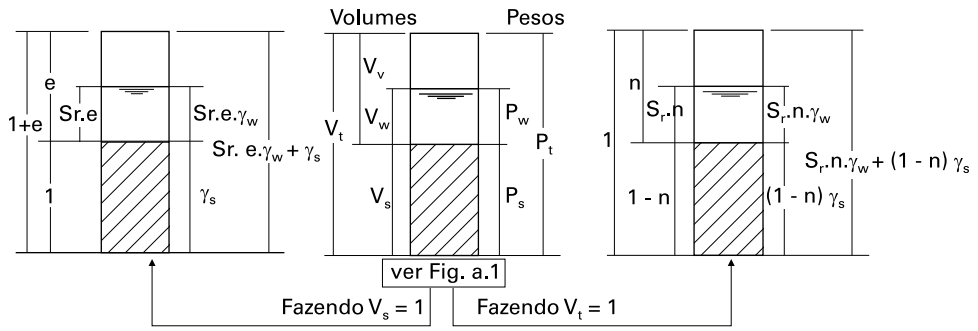 Volumes
Pesos
e
Sr.e
1+e
1
Sr.e.γw
Sr. e.γw + γs
γs
Vv
Vw
Vt
Vs
Pw
Pt
Ps
n
Sr.n
1
1 - n
Sr.n.γw
Sr.n.γw + (1 - n) γs
(1 - n) γs
ver Fig. a.1
Fazendo Vs = 1
Fazendo Vt = 1